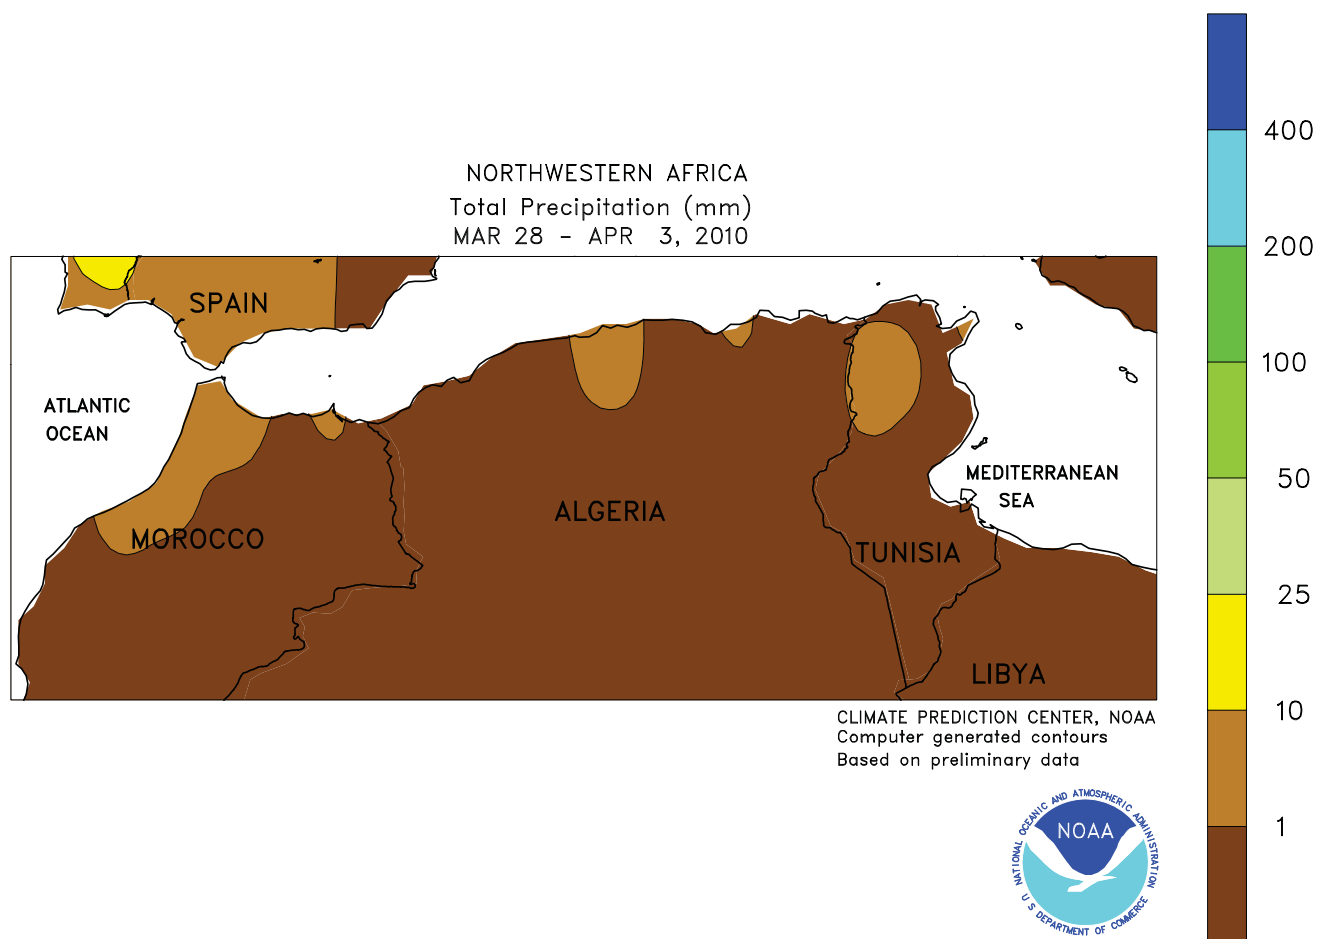 NORTHWESTERN AFRICA
Total Precipitation (mm)
MAR 28 - APR 3, 2010
SPAIN
ATLANTIC
OCEAN
MOROCCO
ALGERIA
TUNISIA
MEDITERRANEAN
SEA
LIBYA
CLIMATE PREDICTION CENTER, NOAA
Computer generated contours
Based on preliminary data
NATIONAL OCEANIC AND ATMOSPHERIC ADMINISTRATION
NOAA
U S DEPARTMENT OF COMMERCE
400
200
100
50
25
10
1